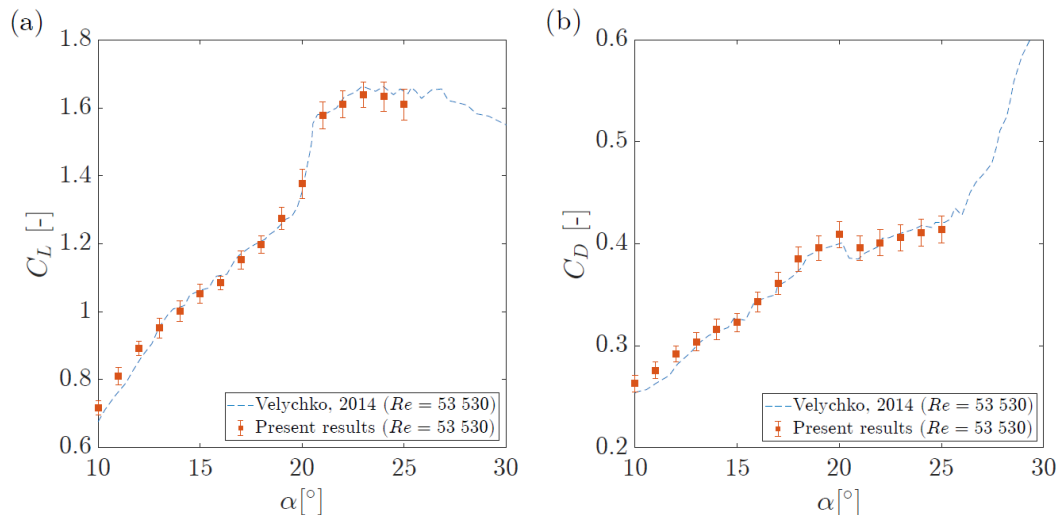 (a)
1.8
1.6
1.4
1.2
1
0.8
0.6
C_L [-]
10 15 20 25 30
α[°]
Velychko, 2014 (Re = 53 530)
Present results (Re = 53 530)
(b)
0.6
0.5
0.4
0.3
0.2
C_D [-]
10 15 20 25 30
α[°]
Velychko, 2014 (Re = 53 530)
Present results (Re = 53 530)